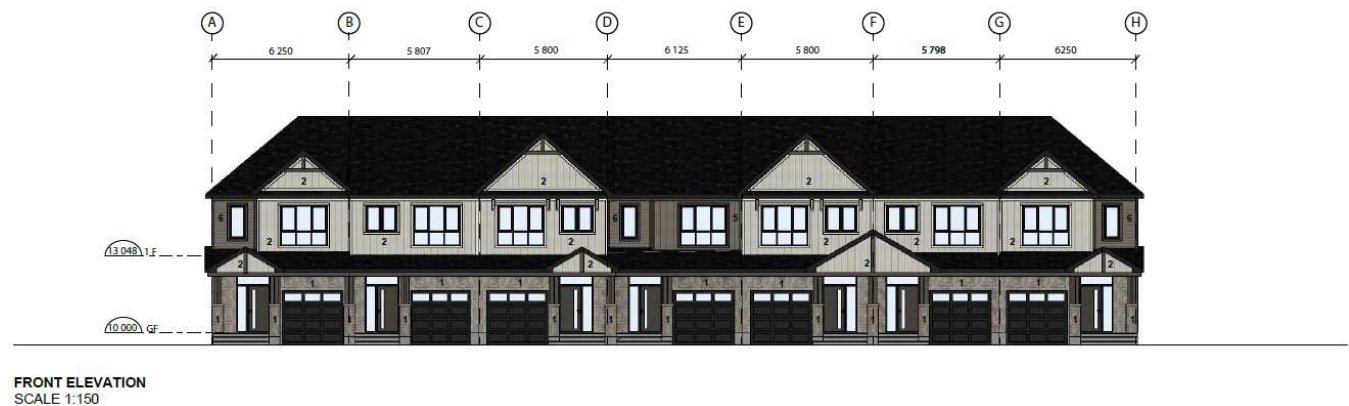 A B C D E F G H
6 250 5 807 5 800 6 125 5 800 5 798 6250
2 2 2 2
6 6 5 6
2 2 2 2 2 2 2
13 048 1.F
2 2 2 2
1 1 1 1 1 1 1
1 1 1 1 1 1 1 1
10 000 GF
FRONT ELEVATION
SCALE 1:150